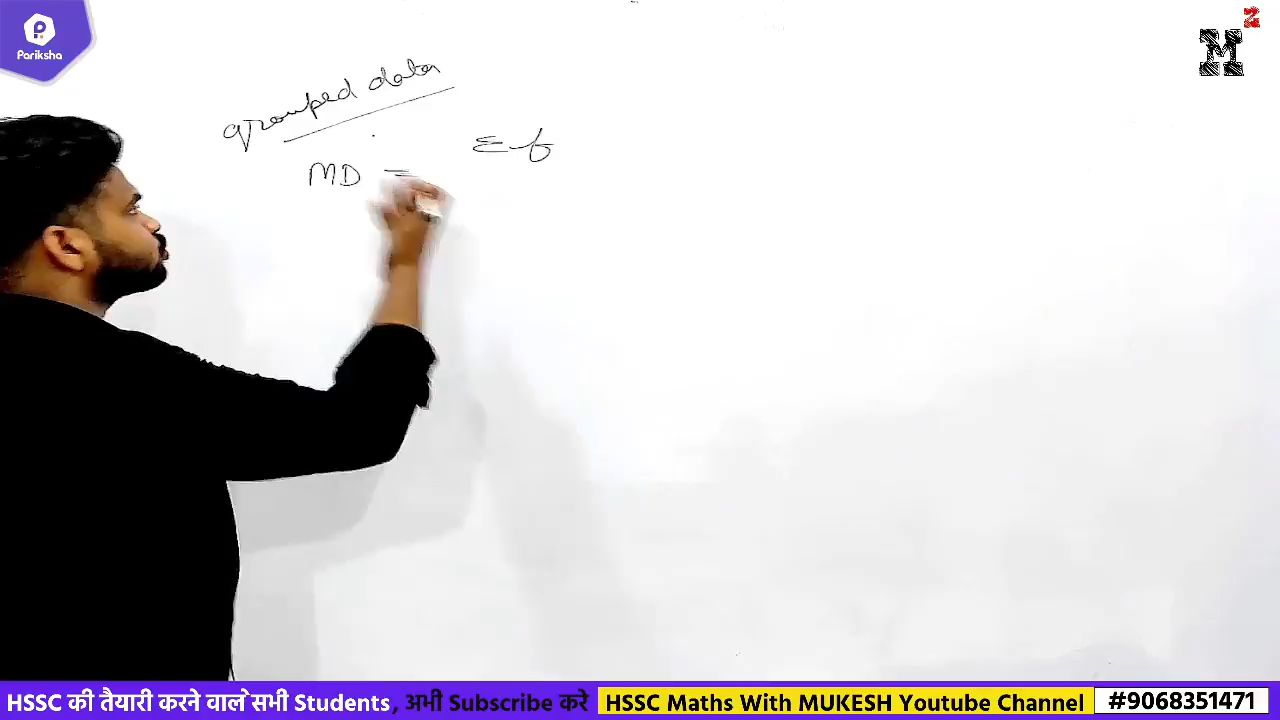 Pariksha
M2
grouped data
MD = Σf
HSSC की तैयारी करने वाले सभी Students, अभी Subscribe करे HSSC Maths With MUKESH Youtube Channel #9068351471